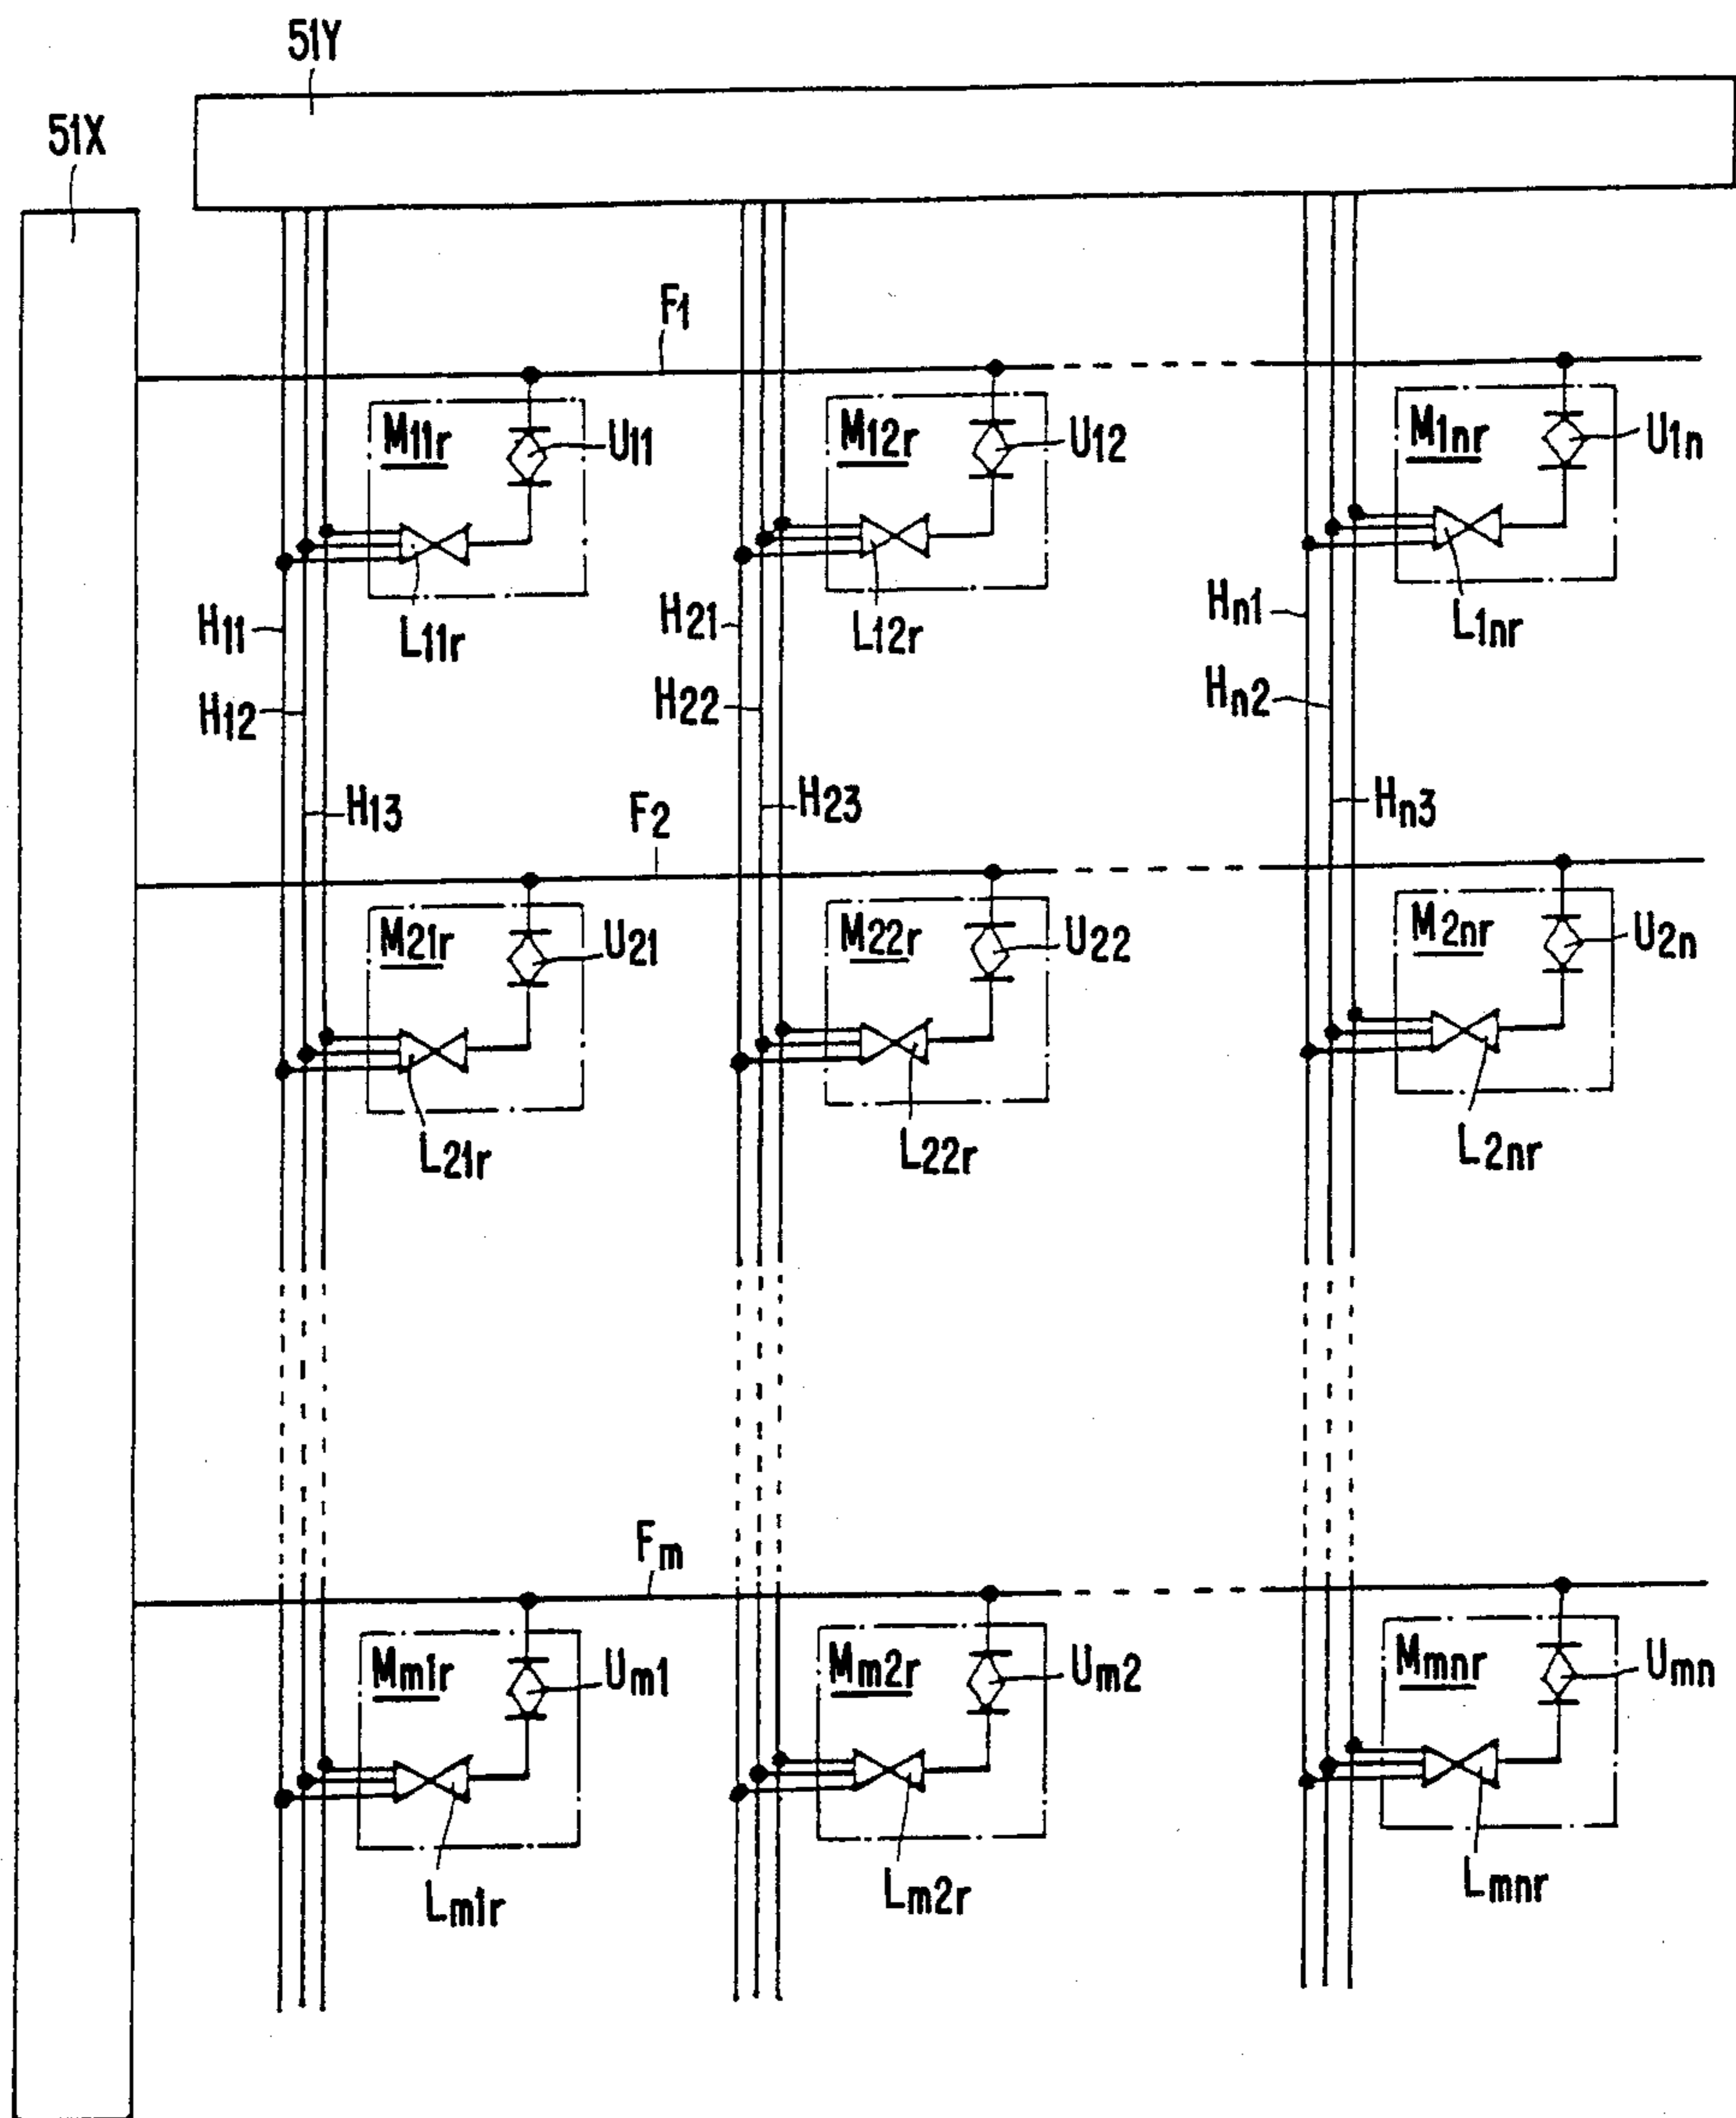 51Y
51X
F1
M11r
U11
M12r
U12
M1nr
U1n
H11
L11r
H21
L12r
Hn1
L1nr
H12
H22
Hn2
H13
H23
Hn3
F2
M21r
U21
M22r
U22
M2nr
U2n
L21r
L22r
L2nr
Fm
Mm1r
Um1
Mm2r
Um2
Mmnr
Umn
Lm1r
Lm2r
Lmnr